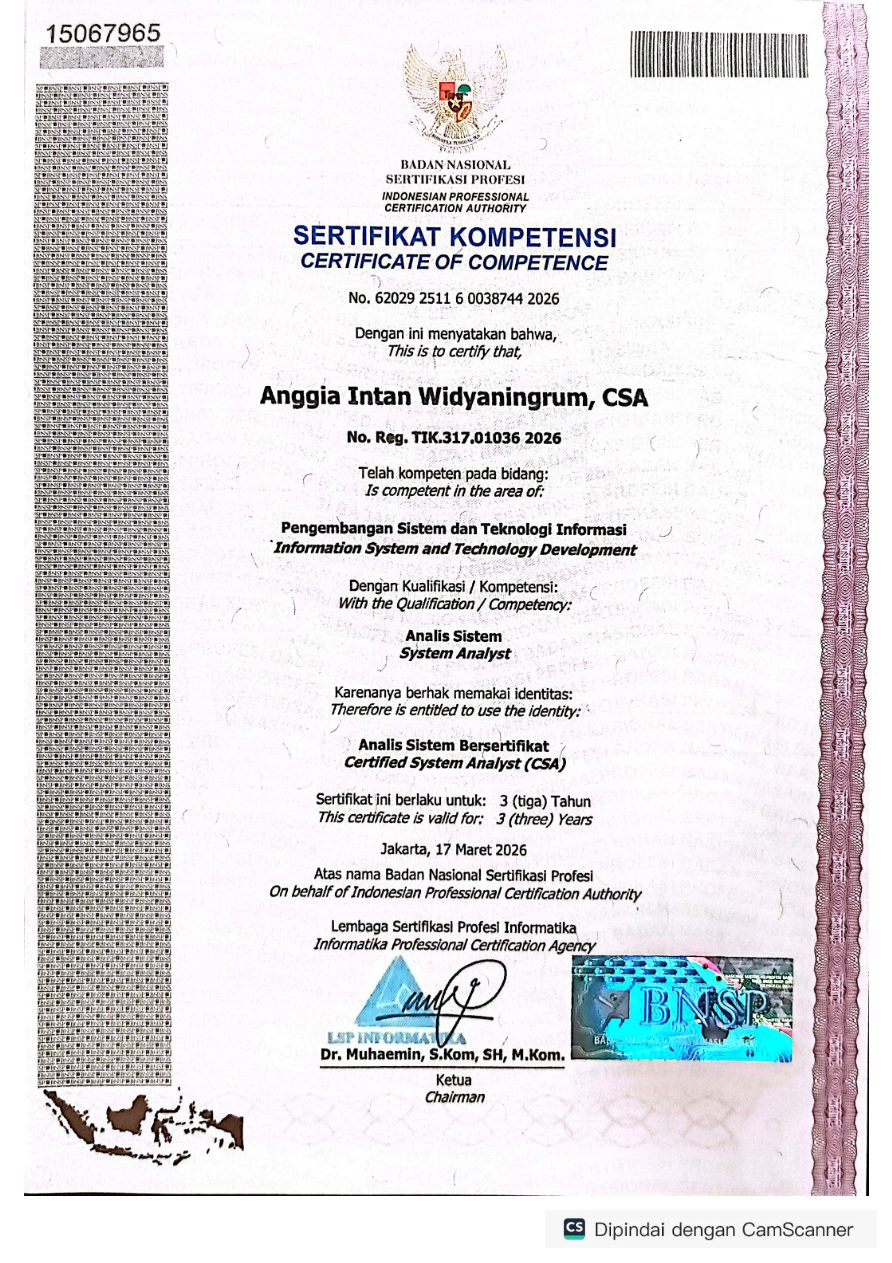 15067965
BADAN NASIONAL
SERTIFIKASI PROFESI
INDONESIAN PROFESSIONAL
CERTIFICATION AUTHORITY
SERTIFIKAT KOMPETENSI
CERTIFICATE OF COMPETENCE
No. 62029 2511 6 0038744 2026
Dengan ini menyatakan bahwa,
This is to certify that,
Anggia Intan Widyaningrum, CSA
No. Reg. TIK.317.01036 2026
Telah kompeten pada bidang:
Is competent in the area of:
Pengembangan Sistem dan Teknologi Informasi
Information System and Technology Development
Dengan Kualifikasi / Kompetensi:
With the Qualification / Competency:
Analis Sistem
System Analyst
Karenanya berhak memakai identitas:
Therefore is entitled to use the identity:
Analis Sistem Bersertifikat
Certified System Analyst (CSA)
Sertifikat ini berlaku untuk: 3 (tiga) Tahun
This certificate is valid for: 3 (three) Years
Jakarta, 17 Maret 2026
Atas nama Badan Nasional Sertifikasi Profesi
On behalf of Indonesian Professional Certification Authority
Lembaga Sertifikasi Profesi Informatika
Informatika Professional Certification Agency
LSP INFORMATIKA
BNSP
Dr. Muhaemin, S.Kom, SH, M.Kom.
Ketua
Chairman
CS Dipindai dengan CamScanner